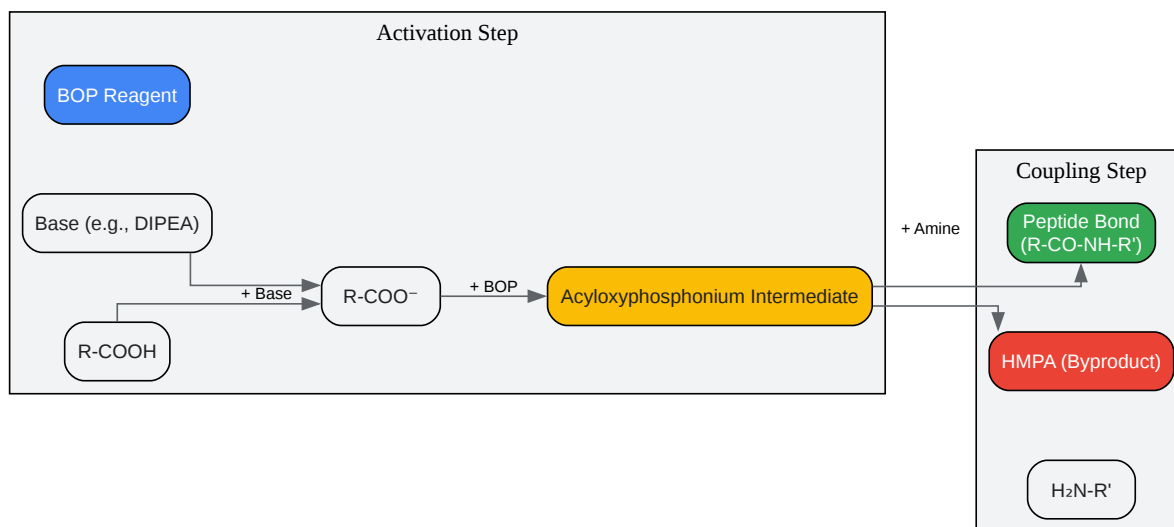 Activation Step
BOP Reagent
Base (e.g., DIPEA)
+ Base
R-COOH
R-COO⁻
+ BOP
Acyloxyphosphonium Intermediate
+ Amine
Coupling Step
Peptide Bond
(R-CO-NH-R')
HMPA (Byproduct)
H₂N-R'